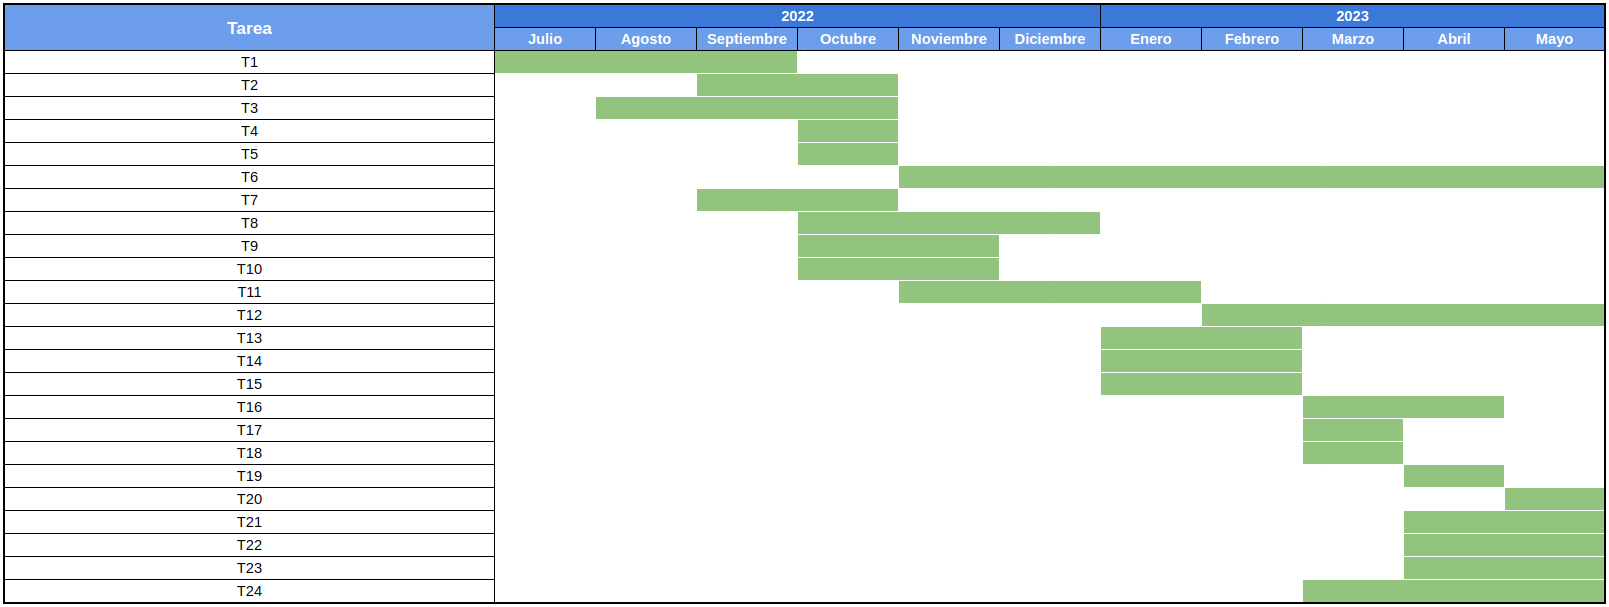 Tarea
2022 2023
Julio Agosto Septiembre Octubre Noviembre Diciembre Enero Febrero Marzo Abril Mayo
T1
T2
T3
T4
T5
T6
T7
T8
T9
T10
T11
T12
T13
T14
T15
T16
T17
T18
T19
T20
T21
T22
T23
T24